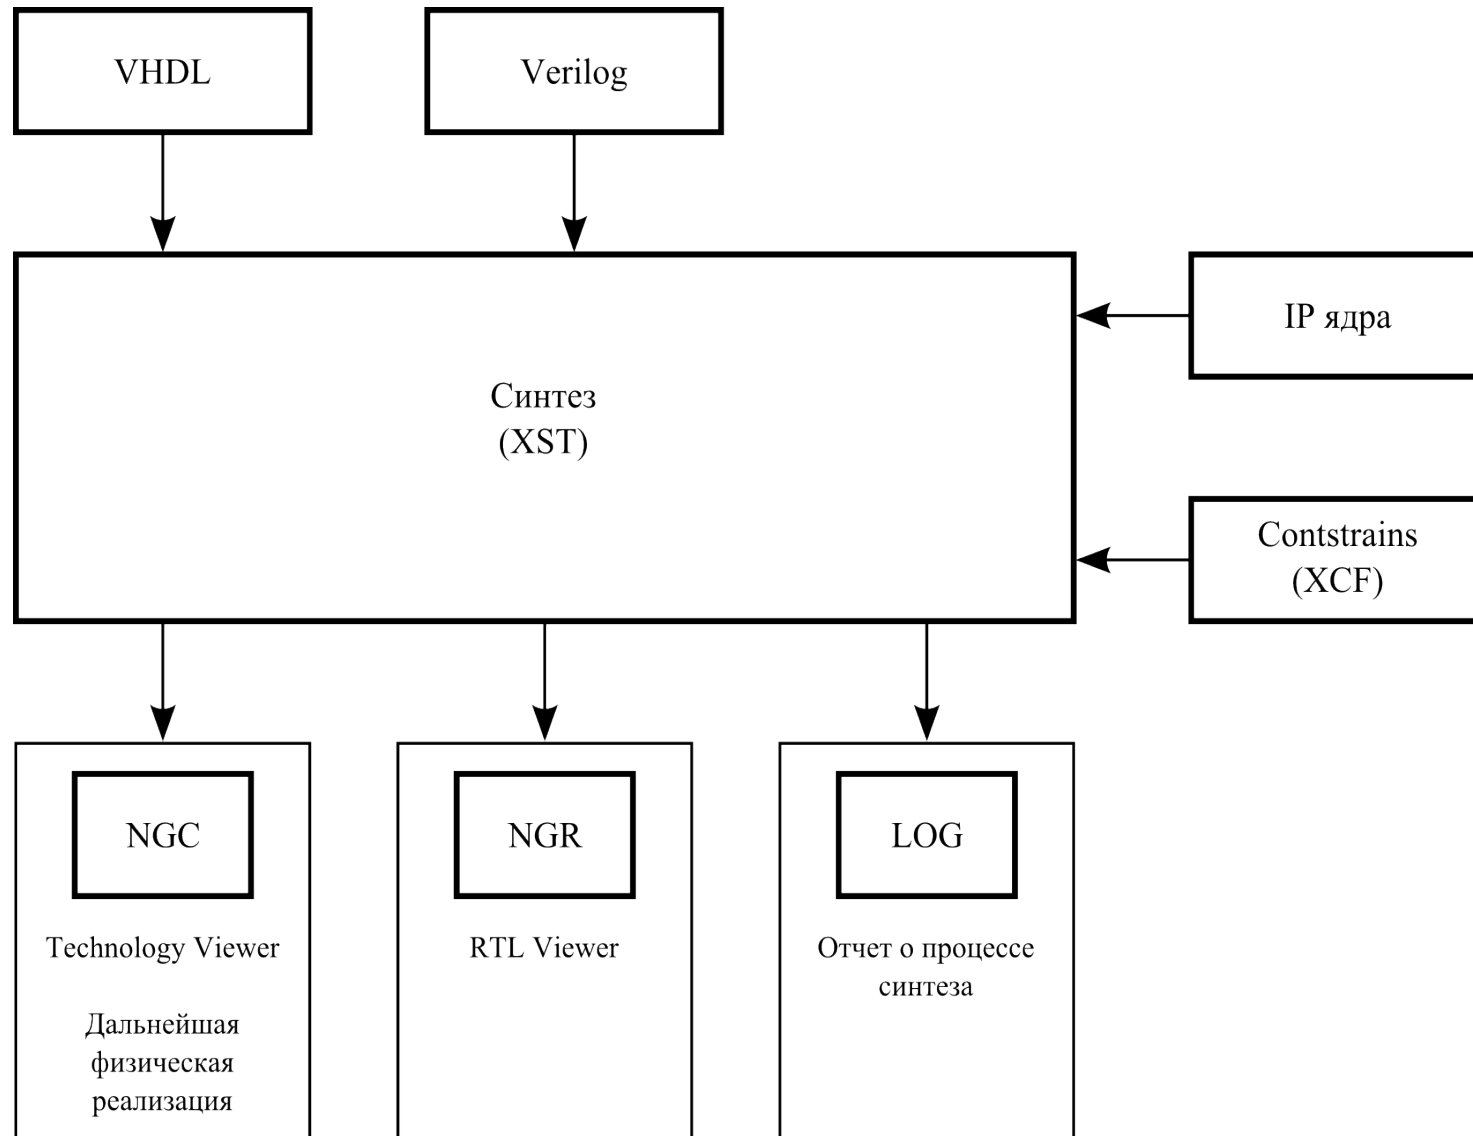 VHDL
Verilog
IP ядра
Синтез
(XST)
Contstrains
(XCF)
NGC
NGR
LOG
Technology Viewer
Дальнейшая
физическая
реализация
RTL Viewer
Отчет о процессе
синтеза